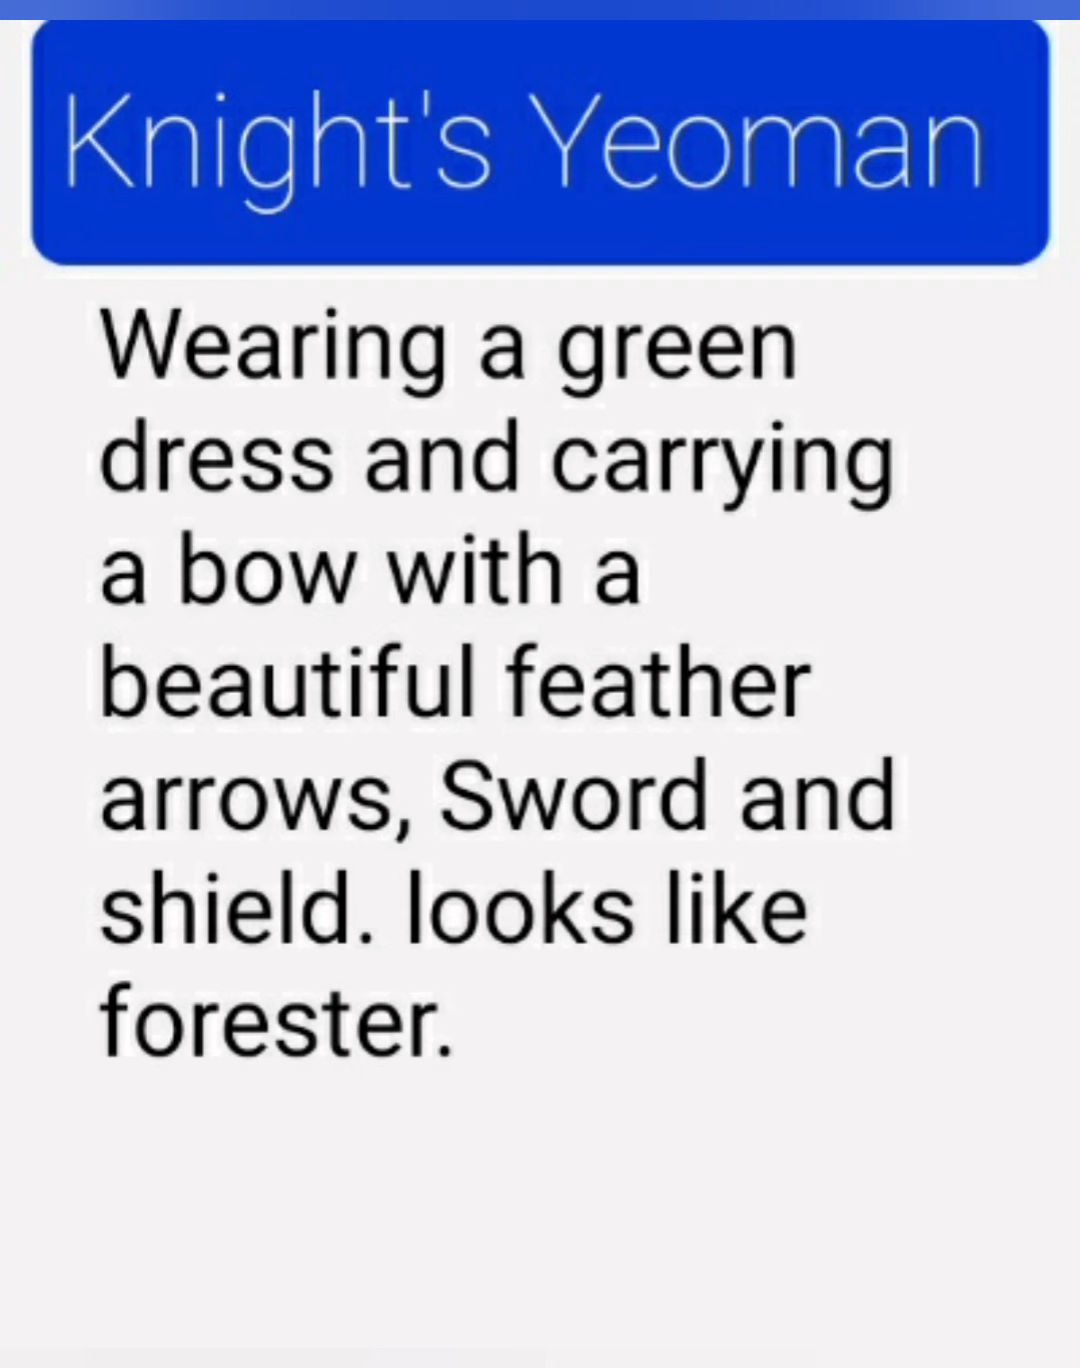 Knight's Yeoman
Wearing a green
dress and carrying
a bow with a
beautiful feather
arrows, Sword and
shield. looks like
forester.